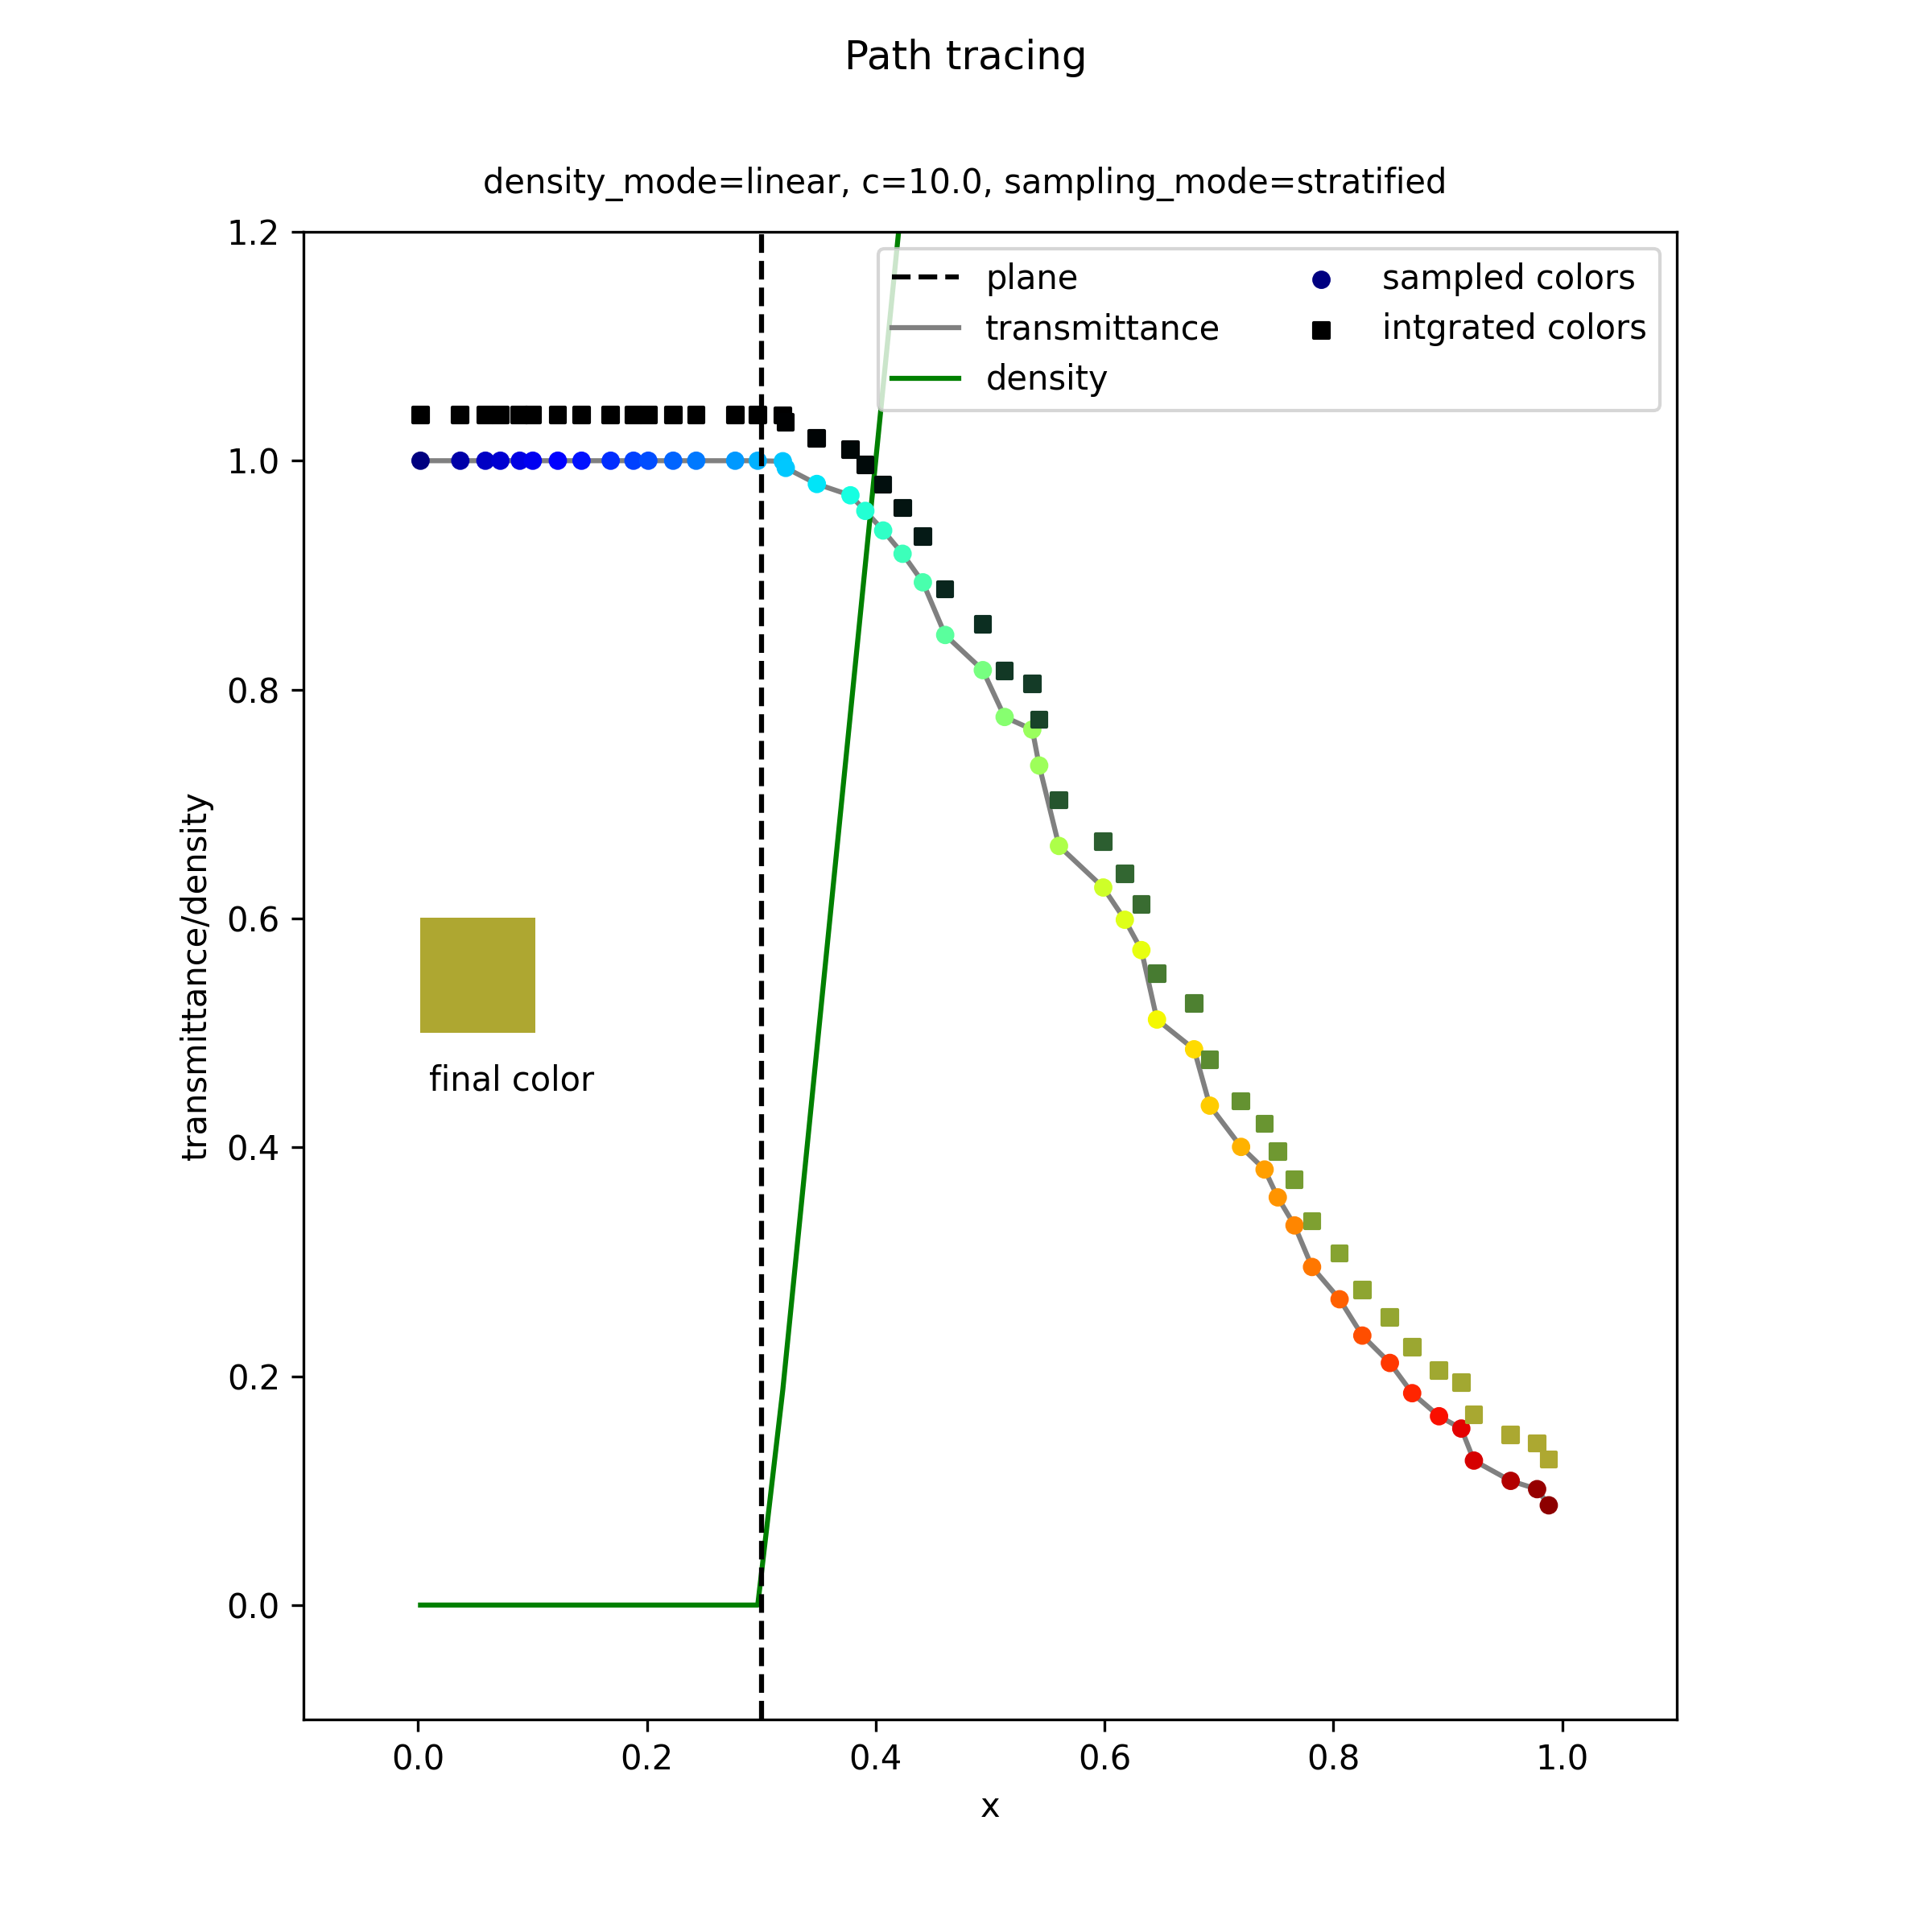 Path tracing
density_mode=linear, c=10.0, sampling_mode=stratified
plane
transmittance
density
sampled colors
intgrated colors
1.2
1.0
0.8
0.6
0.4
0.2
0.0
transmittance/density
final color
0.0 0.2 0.4 0.6 0.8 1.0
x